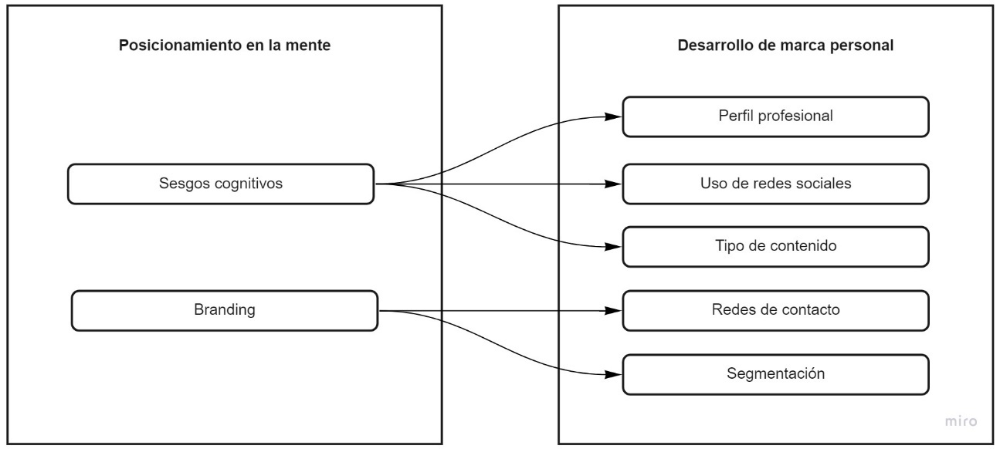 Posicionamiento en la mente
Sesgos cognitivos
Branding
Desarrollo de marca personal
Perfil profesional
Uso de redes sociales
Tipo de contenido
Redes de contacto
Segmentación
miro